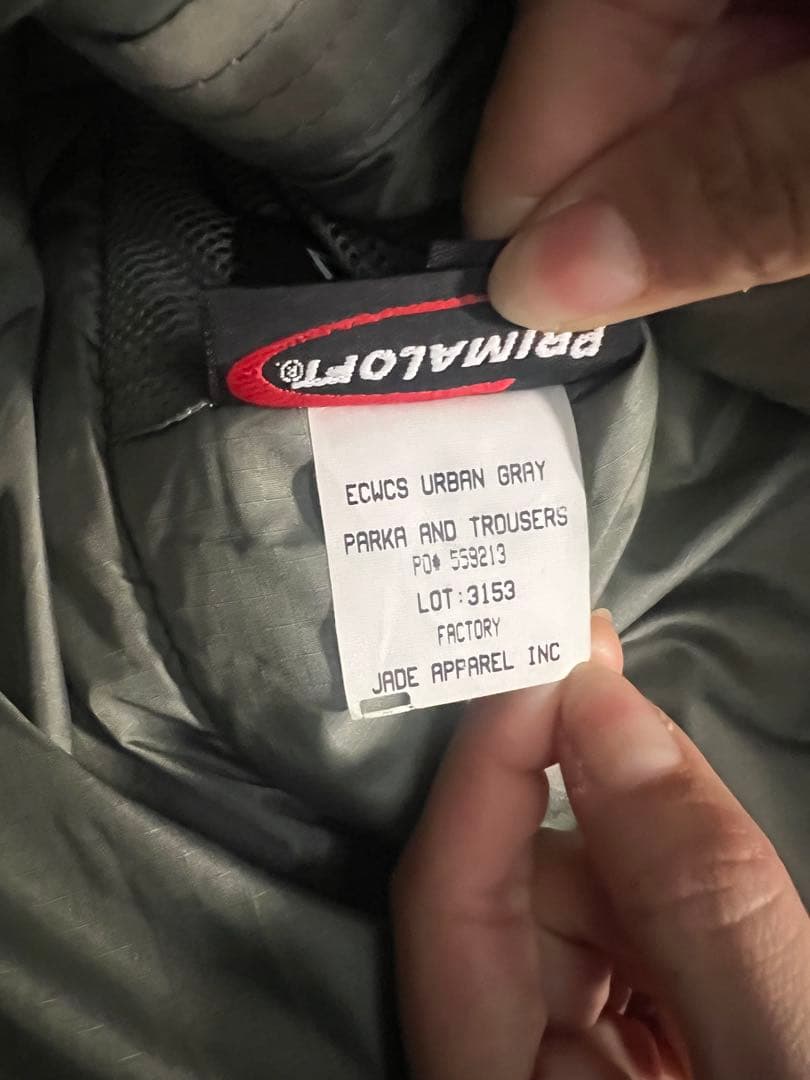 PRIMALOFT®
ECWCS URBAN GRAY
PARKA AND TROUSERS
PO# 559213
LOT:3153
FACTORY
JADE APPAREL INC